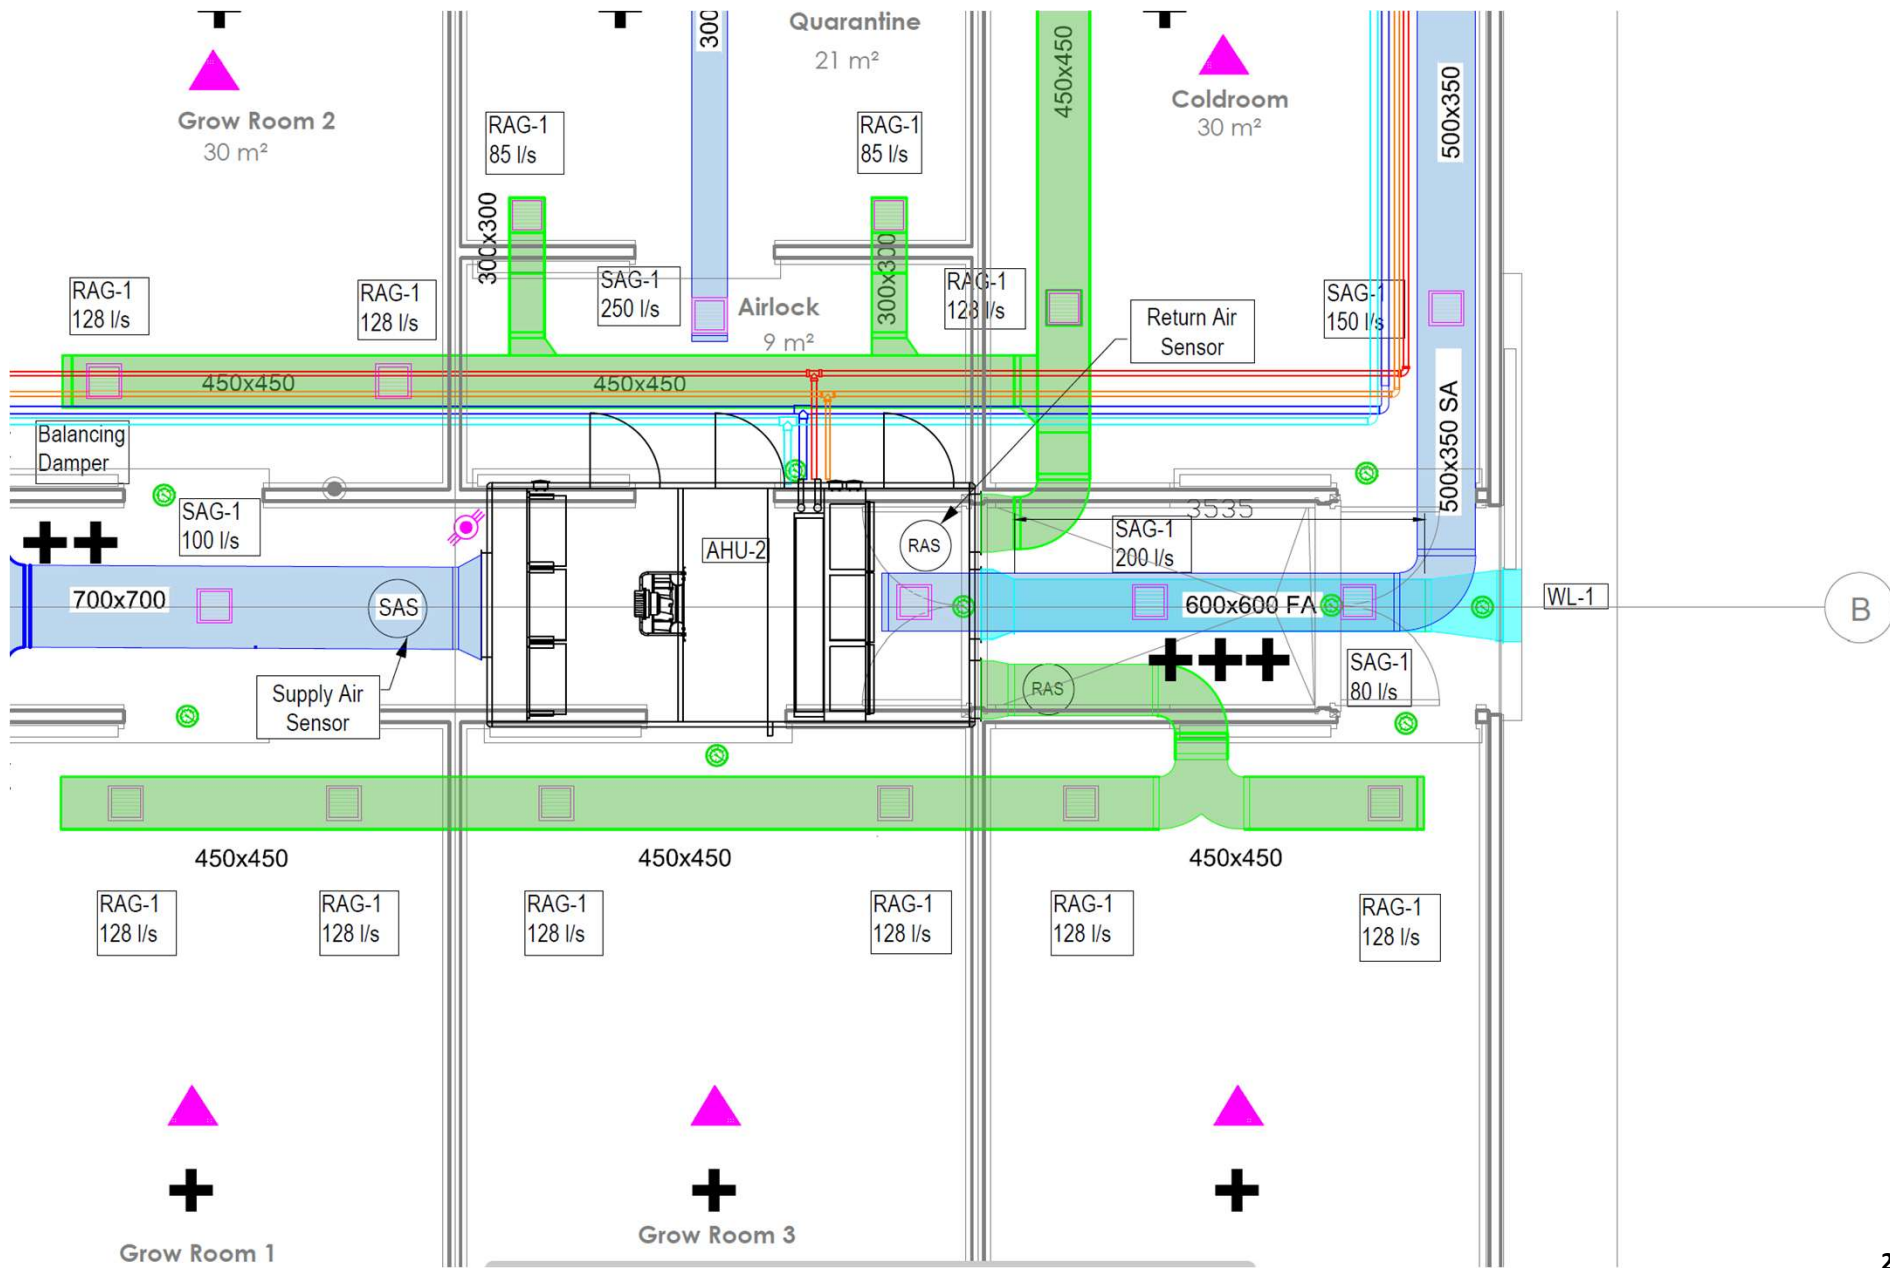 300
Quarantine
21 m²
450x450
500x350
Grow Room 2
30 m²
Coldroom
30 m²
RAG-1
85 l/s
RAG-1
85 l/s
300x300
300x300
RAG-1
128 l/s
RAG-1
128 l/s
SAG-1
250 l/s
Airlock
9 m²
RAG-1
128 l/s
Return Air
Sensor
SAG-1
150 l/s
450x450
450x450
500x350 SA
Balancing
Damper
SAG-1
100 l/s
AHU-2
RAS
3535
SAG-1
200 l/s
700x700
SAS
600x600 FA
WL-1
B
Supply Air
Sensor
RAS
SAG-1
80 l/s
450x450
450x450
450x450
RAG-1
128 l/s
RAG-1
128 l/s
RAG-1
128 l/s
RAG-1
128 l/s
RAG-1
128 l/s
RAG-1
128 l/s
Grow Room 1
Grow Room 3
2